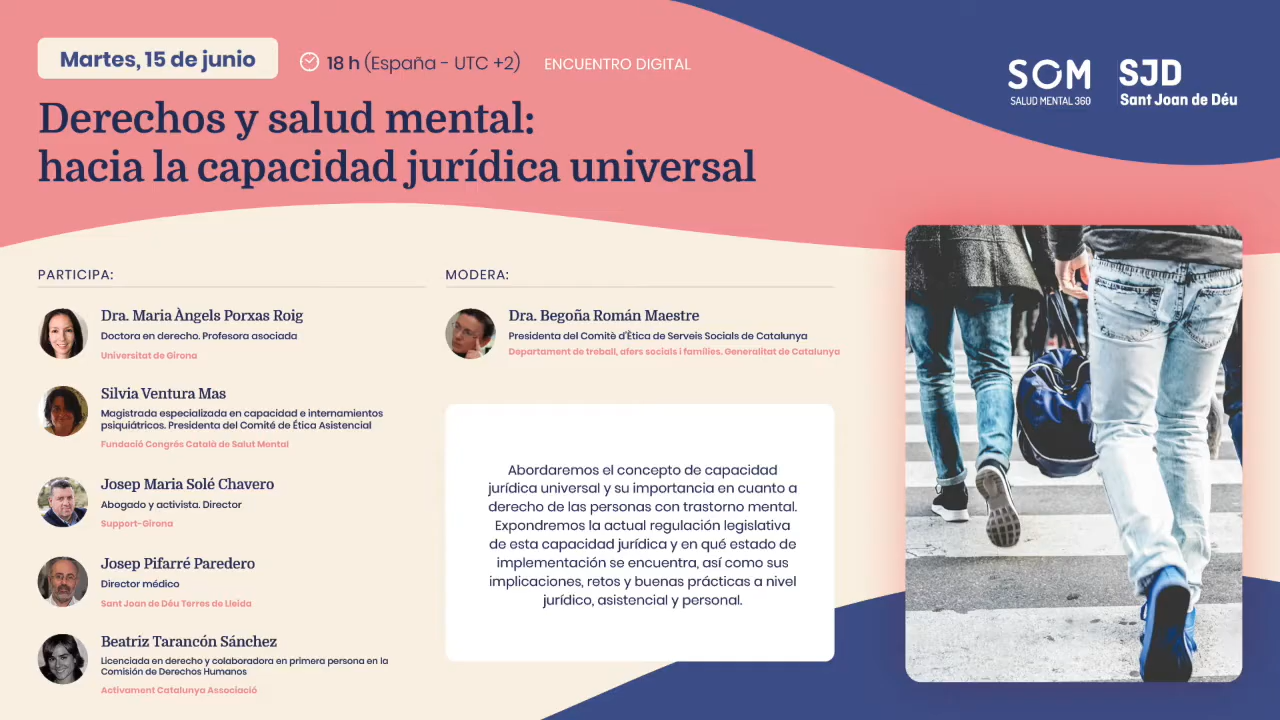 Martes, 15 de junio
18 h (España - UTC +2)
ENCUENTRO DIGITAL
SOM
SALUD MENTAL 360
SJD
Sant Joan de Déu
Derechos y salud mental:
hacia la capacidad jurídica universal
PARTICIPA:
Dra. Maria Àngels Porxas Roig
Doctora en derecho. Profesora asociada
Universitat de Girona
Silvia Ventura Mas
Magistrada especializada en capacidad e internamientos
psiquiátricos. Presidenta del Comité de Ética Asistencial
Fundació Congrés Català de Salut Mental
Josep Maria Solé Chavero
Abogado y activista. Director
Support-Girona
Josep Pifarré Paredero
Director médico
Sant Joan de Déu Terres de Lleida
Beatriz Tarancón Sánchez
Licenciada en derecho y colaboradora en primera persona en la
Comisión de Derechos Humanos
Activament Catalunya Associació
MODERA:
Dra. Begoña Román Maestre
Presidenta del Comitè d'Ètica de Serveis Socials de Catalunya
Departament de treball, afers socials i famílies. Generalitat de Catalunya
Abordaremos el concepto de capacidad
jurídica universal y su importancia en cuanto a
derecho de las personas con trastorno mental.
Expondremos la actual regulación legislativa
de esta capacidad jurídica y en qué estado de
implementación se encuentra, así como sus
implicaciones, retos y buenas prácticas a nivel
jurídico, asistencial y personal.